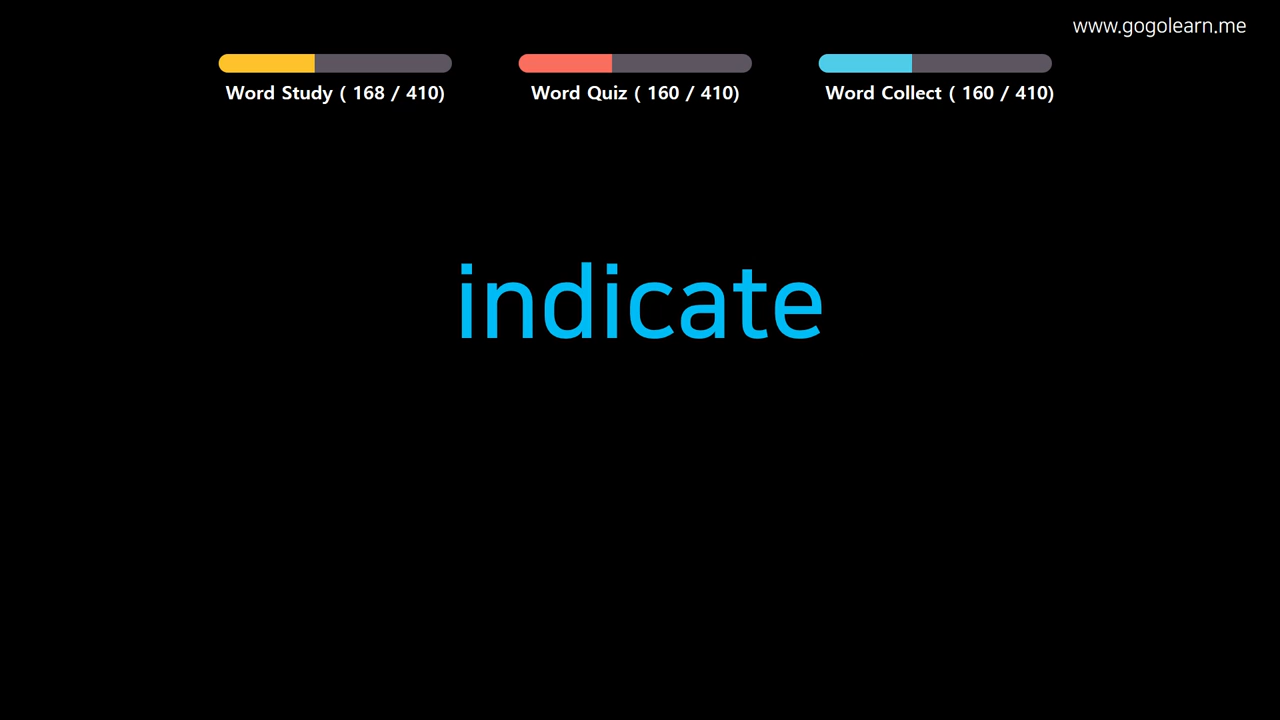 www.gogolearn.me
Word Study ( 168 / 410)
Word Quiz ( 160 / 410)
Word Collect ( 160 / 410)
indicate